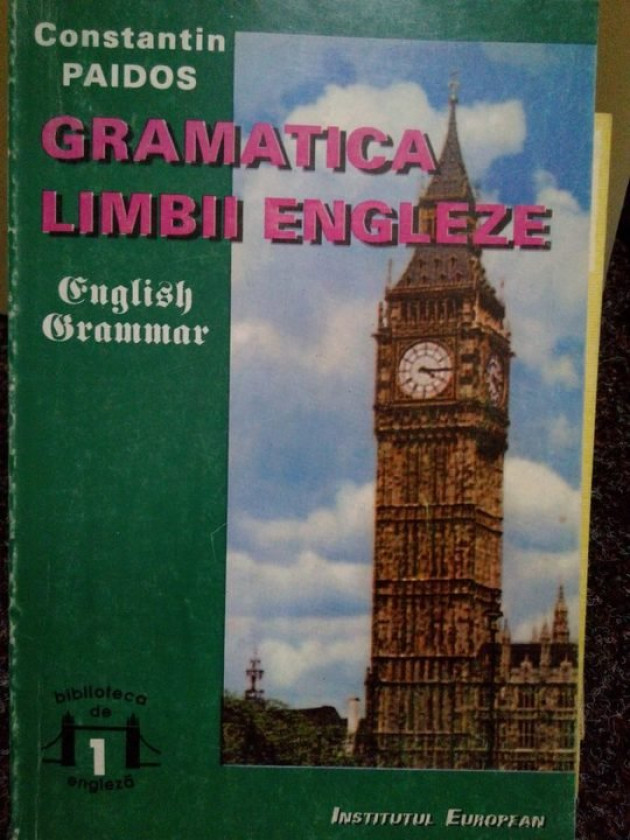 Constantin
PAIDOS
GRAMATICA
LIMBII ENGLEZE
English
Grammar
biblioteca
de
1
engleză
INSTITUTUL EUROPEAN